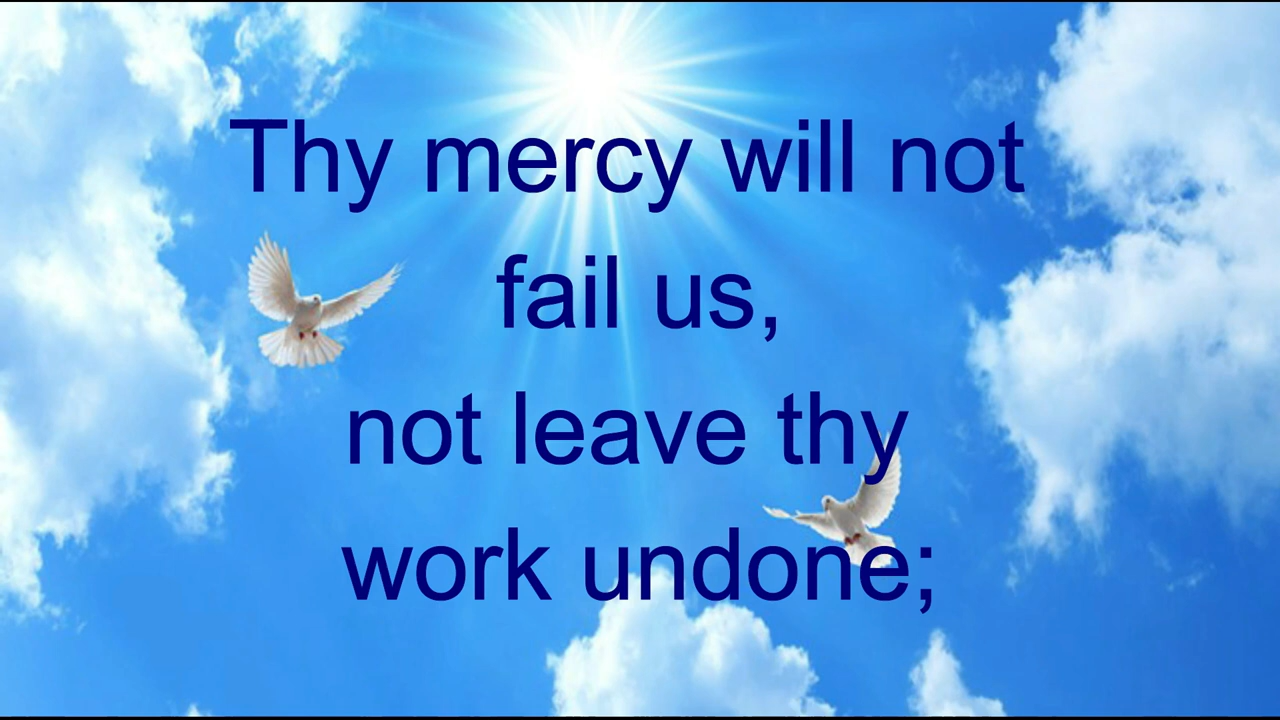 Thy mercy will not
fail us,
not leave thy
work undone;